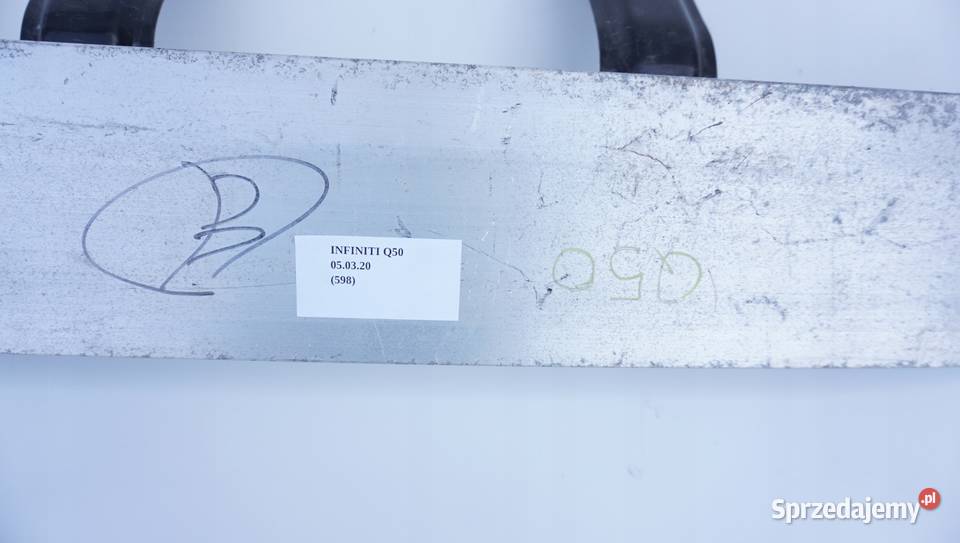 INFINITI Q50
05.03.20
(598)
Q50
Sprzedajemy.pl